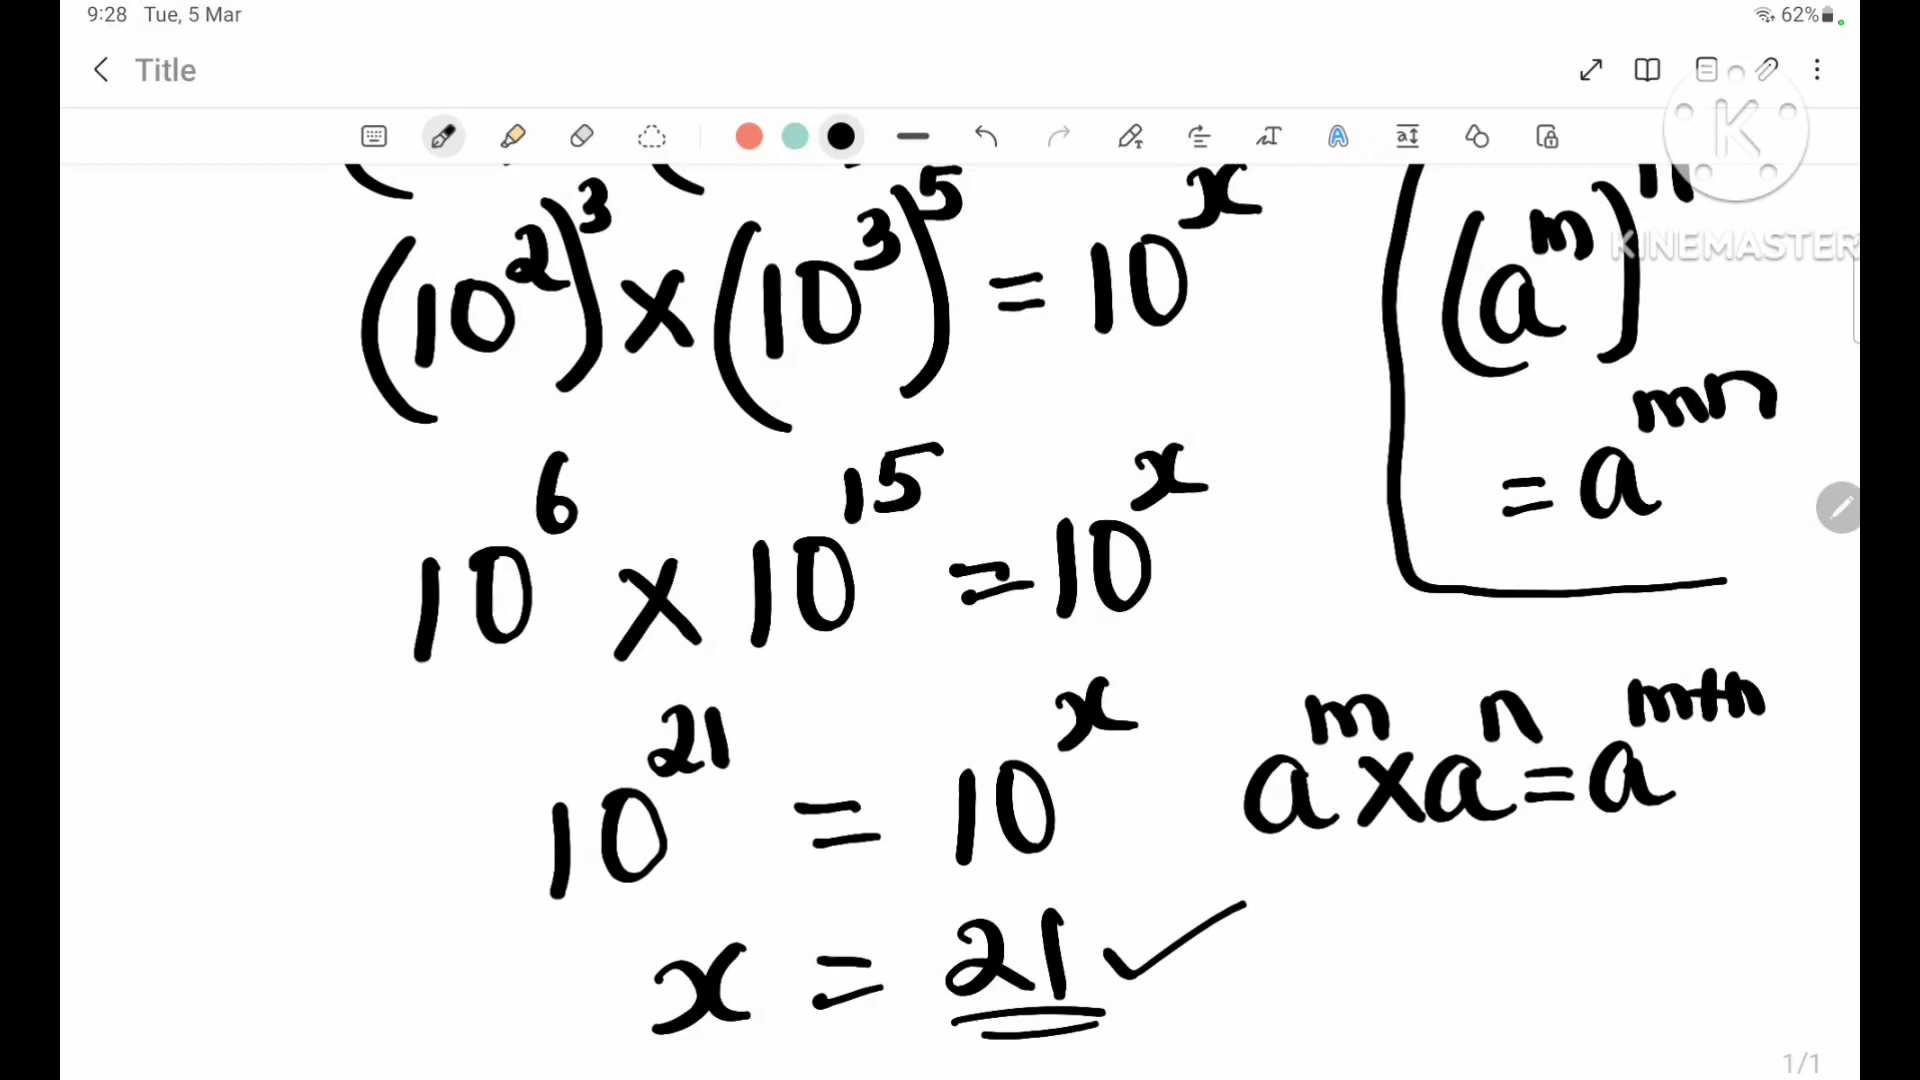 9:28 Tue, 5 Mar 62%
Title
K
KINEMASTER
(10²)³ × (10³)⁵ = 10ˣ
(aᵐ)ⁿ
= aᵐⁿ
10⁶ × 10¹⁵ = 10ˣ
10²¹ = 10ˣ
aᵐ × aⁿ = aᵐ⁺ⁿ
x = 21 ✓
1/1